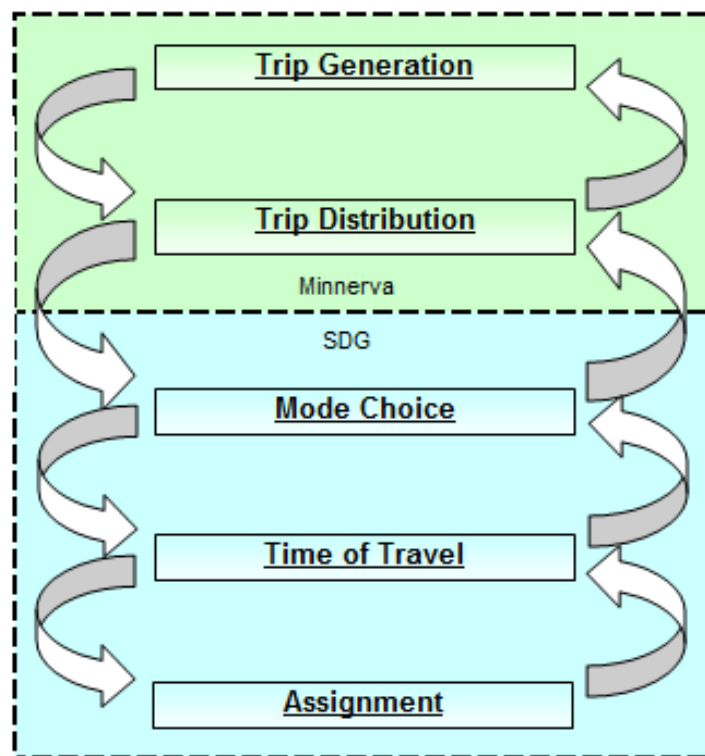 Trip Generation
Trip Distribution
Minnerva
SDG
Mode Choice
Time of Travel
Assignment